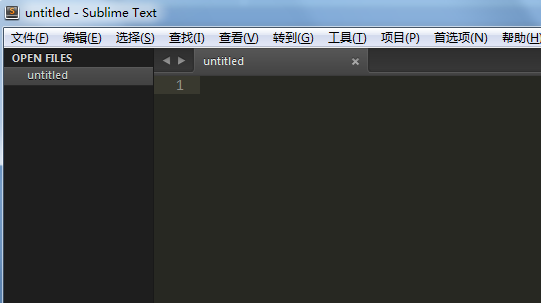 untitled - Sublime Text
文件(F) 编辑(E) 选择(S) 查找(I) 查看(V) 转到(G) 工具(T) 项目(P) 首选项(N) 帮助(H)
OPEN FILES
untitled
untitled
1